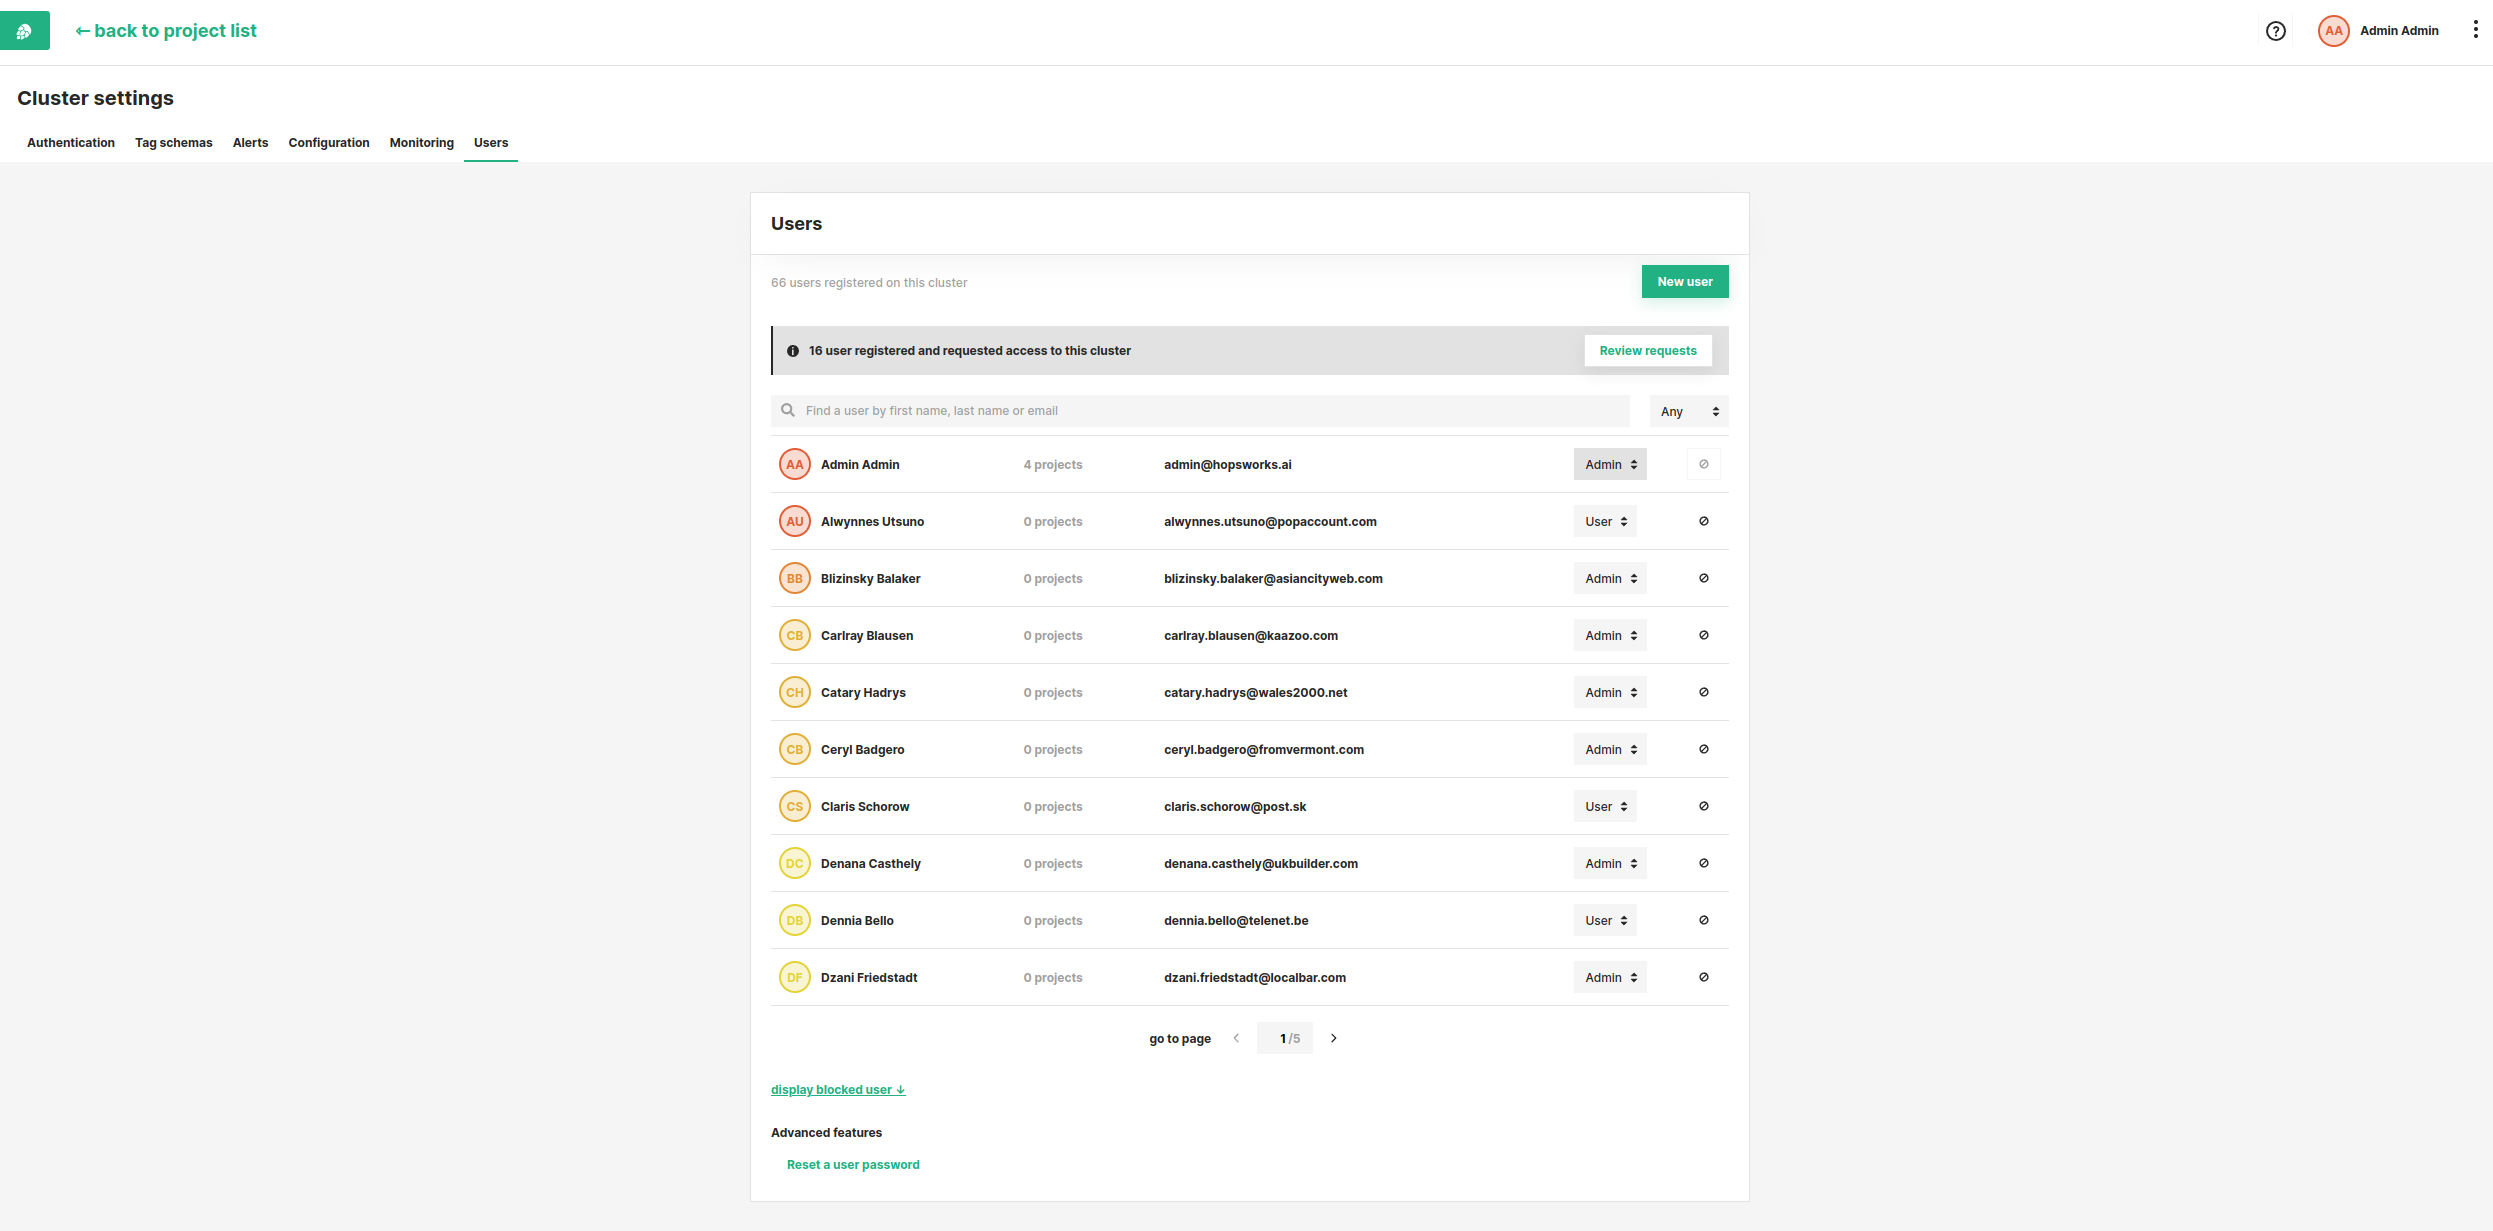 ← back to project list
? AA Admin Admin
Cluster settings
Authentication Tag schemas Alerts Configuration Monitoring Users
Users
66 users registered on this cluster New user
16 user registered and requested access to this cluster Review requests
Find a user by first name, last name or email Any
AA Admin Admin 4 projects admin@hopsworks.ai Admin
AU Alwynnes Utsuno 0 projects alwynnes.utsuno@popaccount.com User
BB Blizinsky Balaker 0 projects blizinsky.balaker@asiancityweb.com Admin
CB Carlray Blausen 0 projects carlray.blausen@kaazoo.com Admin
CH Catary Hadrys 0 projects catary.hadrys@wales2000.net Admin
CB Ceryl Badgero 0 projects ceryl.badgero@fromvermont.com Admin
CS Claris Schorow 0 projects claris.schorow@post.sk User
DC Denana Casthely 0 projects denana.casthely@ukbuilder.com Admin
DB Dennia Bello 0 projects dennia.bello@telenet.be User
DF Dzani Friedstadt 0 projects dzani.friedstadt@localbar.com Admin
go to page 1 /5
display blocked user ↓
Advanced features
Reset a user password